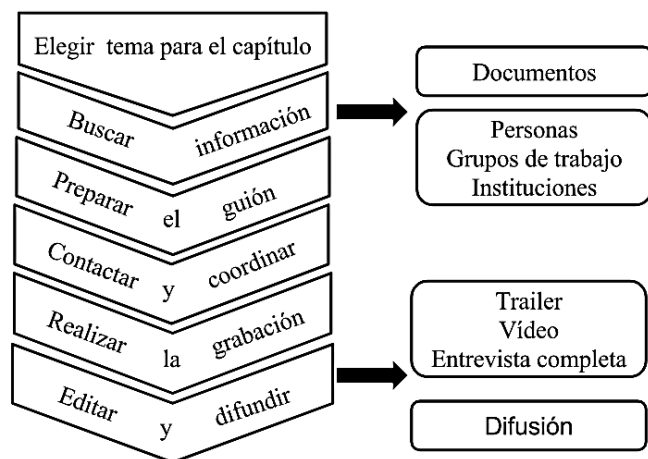 Elegir tema para el capítulo
Buscar información
Preparar el guión
Contactar y coordinar
Realizar la grabación
Editar y difundir
Documentos
Personas
Grupos de trabajo
Instituciones
Trailer
Vídeo
Entrevista completa
Difusión